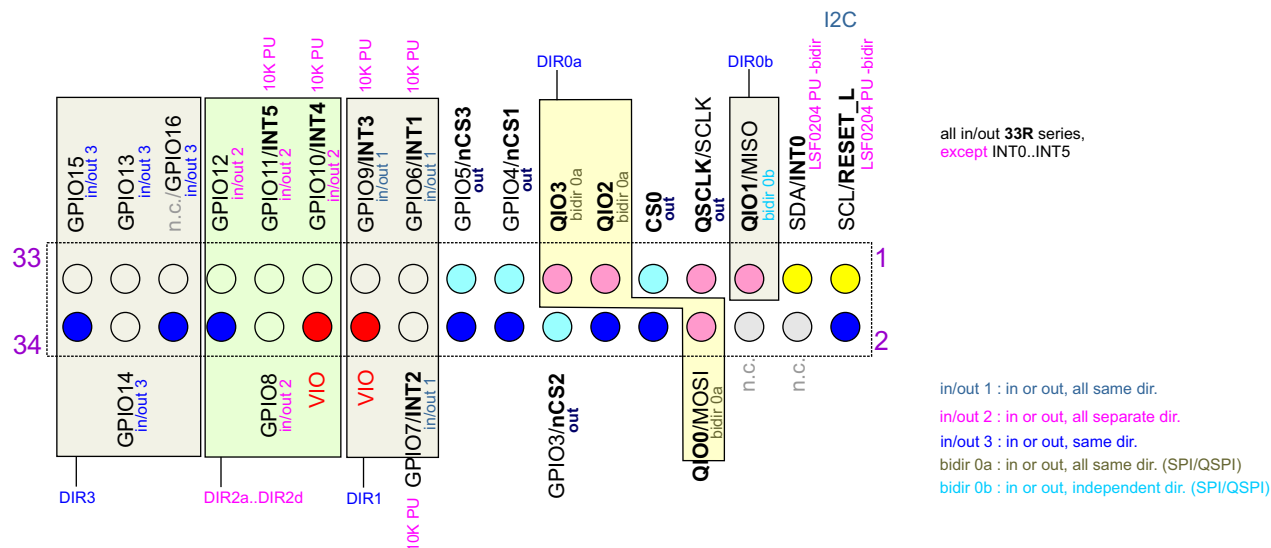 I2C
10K PU
10K PU
10K PU
10K PU
DIR0a
DIR0b
LSF0204 PU -bidir
LSF0204 PU -bidir
GPIO15
in/out 3
GPIO13
in/out 3
n.c./GPIO16
in/out 3
GPIO12
in/out 2
GPIO11/INT5
in/out 2
GPIO10/INT4
in/out 2
GPIO9/INT3
in/out 1
GPIO6/INT1
in/out 1
GPIO5/nCS3
out
GPIO4/nCS1
out
QIO3
bidir 0a
QIO2
bidir 0a
CS0
out
QSCLK/SCLK
out
QIO1/MISO
bidir 0b
SDA/INT0
SCL/RESET_L
all in/out 33R series,
except INT0..INT5
33
1
34
2
GPIO14
in/out 3
GPIO8
in/out 2
VIO
VIO
GPIO7/INT2
in/out 1
GPIO3/nCS2
out
QIO0/MOSI
bidir 0a
n.c.
n.c.
DIR3
DIR2a..DIR2d
DIR1
10K PU
in/out 1 : in or out, all same dir.
in/out 2 : in or out, all separate dir.
in/out 3 : in or out, same dir.
bidir 0a : in or out, all same dir. (SPI/QSPI)
bidir 0b : in or out, independent dir. (SPI/QSPI)